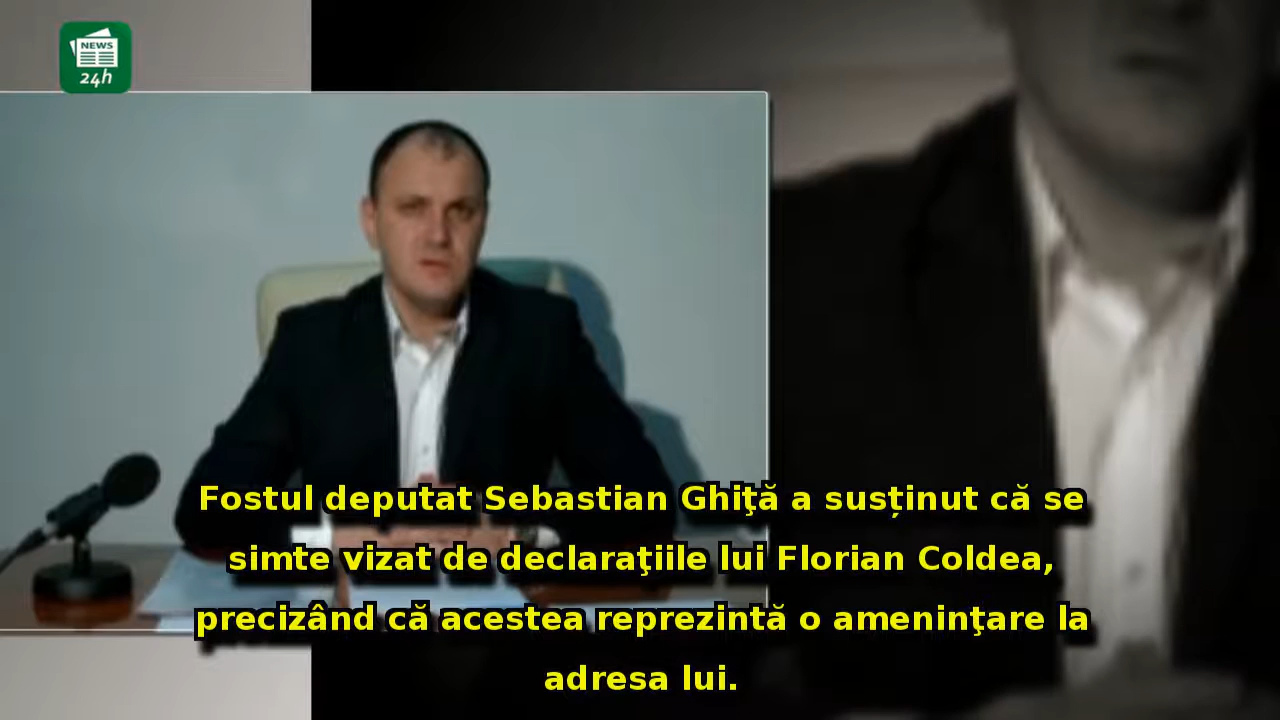 NEWS
24h
Fostul deputat Sebastian Ghiţă a susținut că se
simte vizat de declaraţiile lui Florian Coldea,
precizând că acestea reprezintă o ameninţare la
adresa lui.